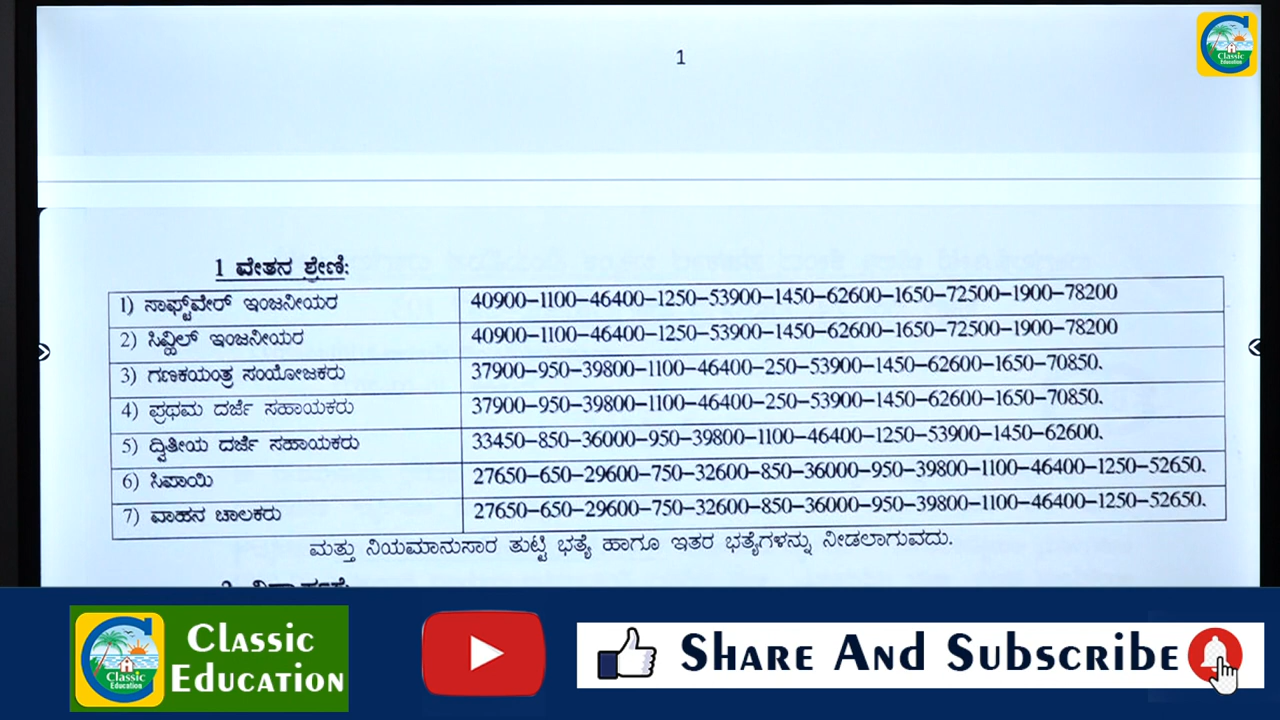 1
Classic
Education
1 ವೇತನ ಶ್ರೇಣಿ:
1) ಸಾಫ್ಟ್‌ವೇರ್ ಇಂಜನೀಯರ 40900-1100-46400-1250-53900-1450-62600-1650-72500-1900-78200
2) ಸಿವ್ಹಿಲ್ ಇಂಜನೀಯರ 40900-1100-46400-1250-53900-1450-62600-1650-72500-1900-78200
3) ಗಣಕಯಂತ್ರ ಸಂಯೋಜಕರು 37900-950-39800-1100-46400-250-53900-1450-62600-1650-70850.
4) ಪ್ರಥಮ ದರ್ಜೆ ಸಹಾಯಕರು 37900-950-39800-1100-46400-250-53900-1450-62600-1650-70850.
5) ದ್ವಿತೀಯ ದರ್ಜೆ ಸಹಾಯಕರು 33450-850-36000-950-39800-1100-46400-1250-53900-1450-62600.
6) ಸಿಪಾಯಿ 27650-650-29600-750-32600-850-36000-950-39800-1100-46400-1250-52650.
7) ವಾಹನ ಚಾಲಕರು 27650-650-29600-750-32600-850-36000-950-39800-1100-46400-1250-52650.
ಮತ್ತು ನಿಯಮಾನುಸಾರ ತುಟ್ಟಿ ಭತ್ಯೆ ಹಾಗೂ ಇತರ ಭತ್ಯೆಗಳನ್ನು ನೀಡಲಾಗುವದು.
Classic
Education
Classic
Education
Share And Subscribe